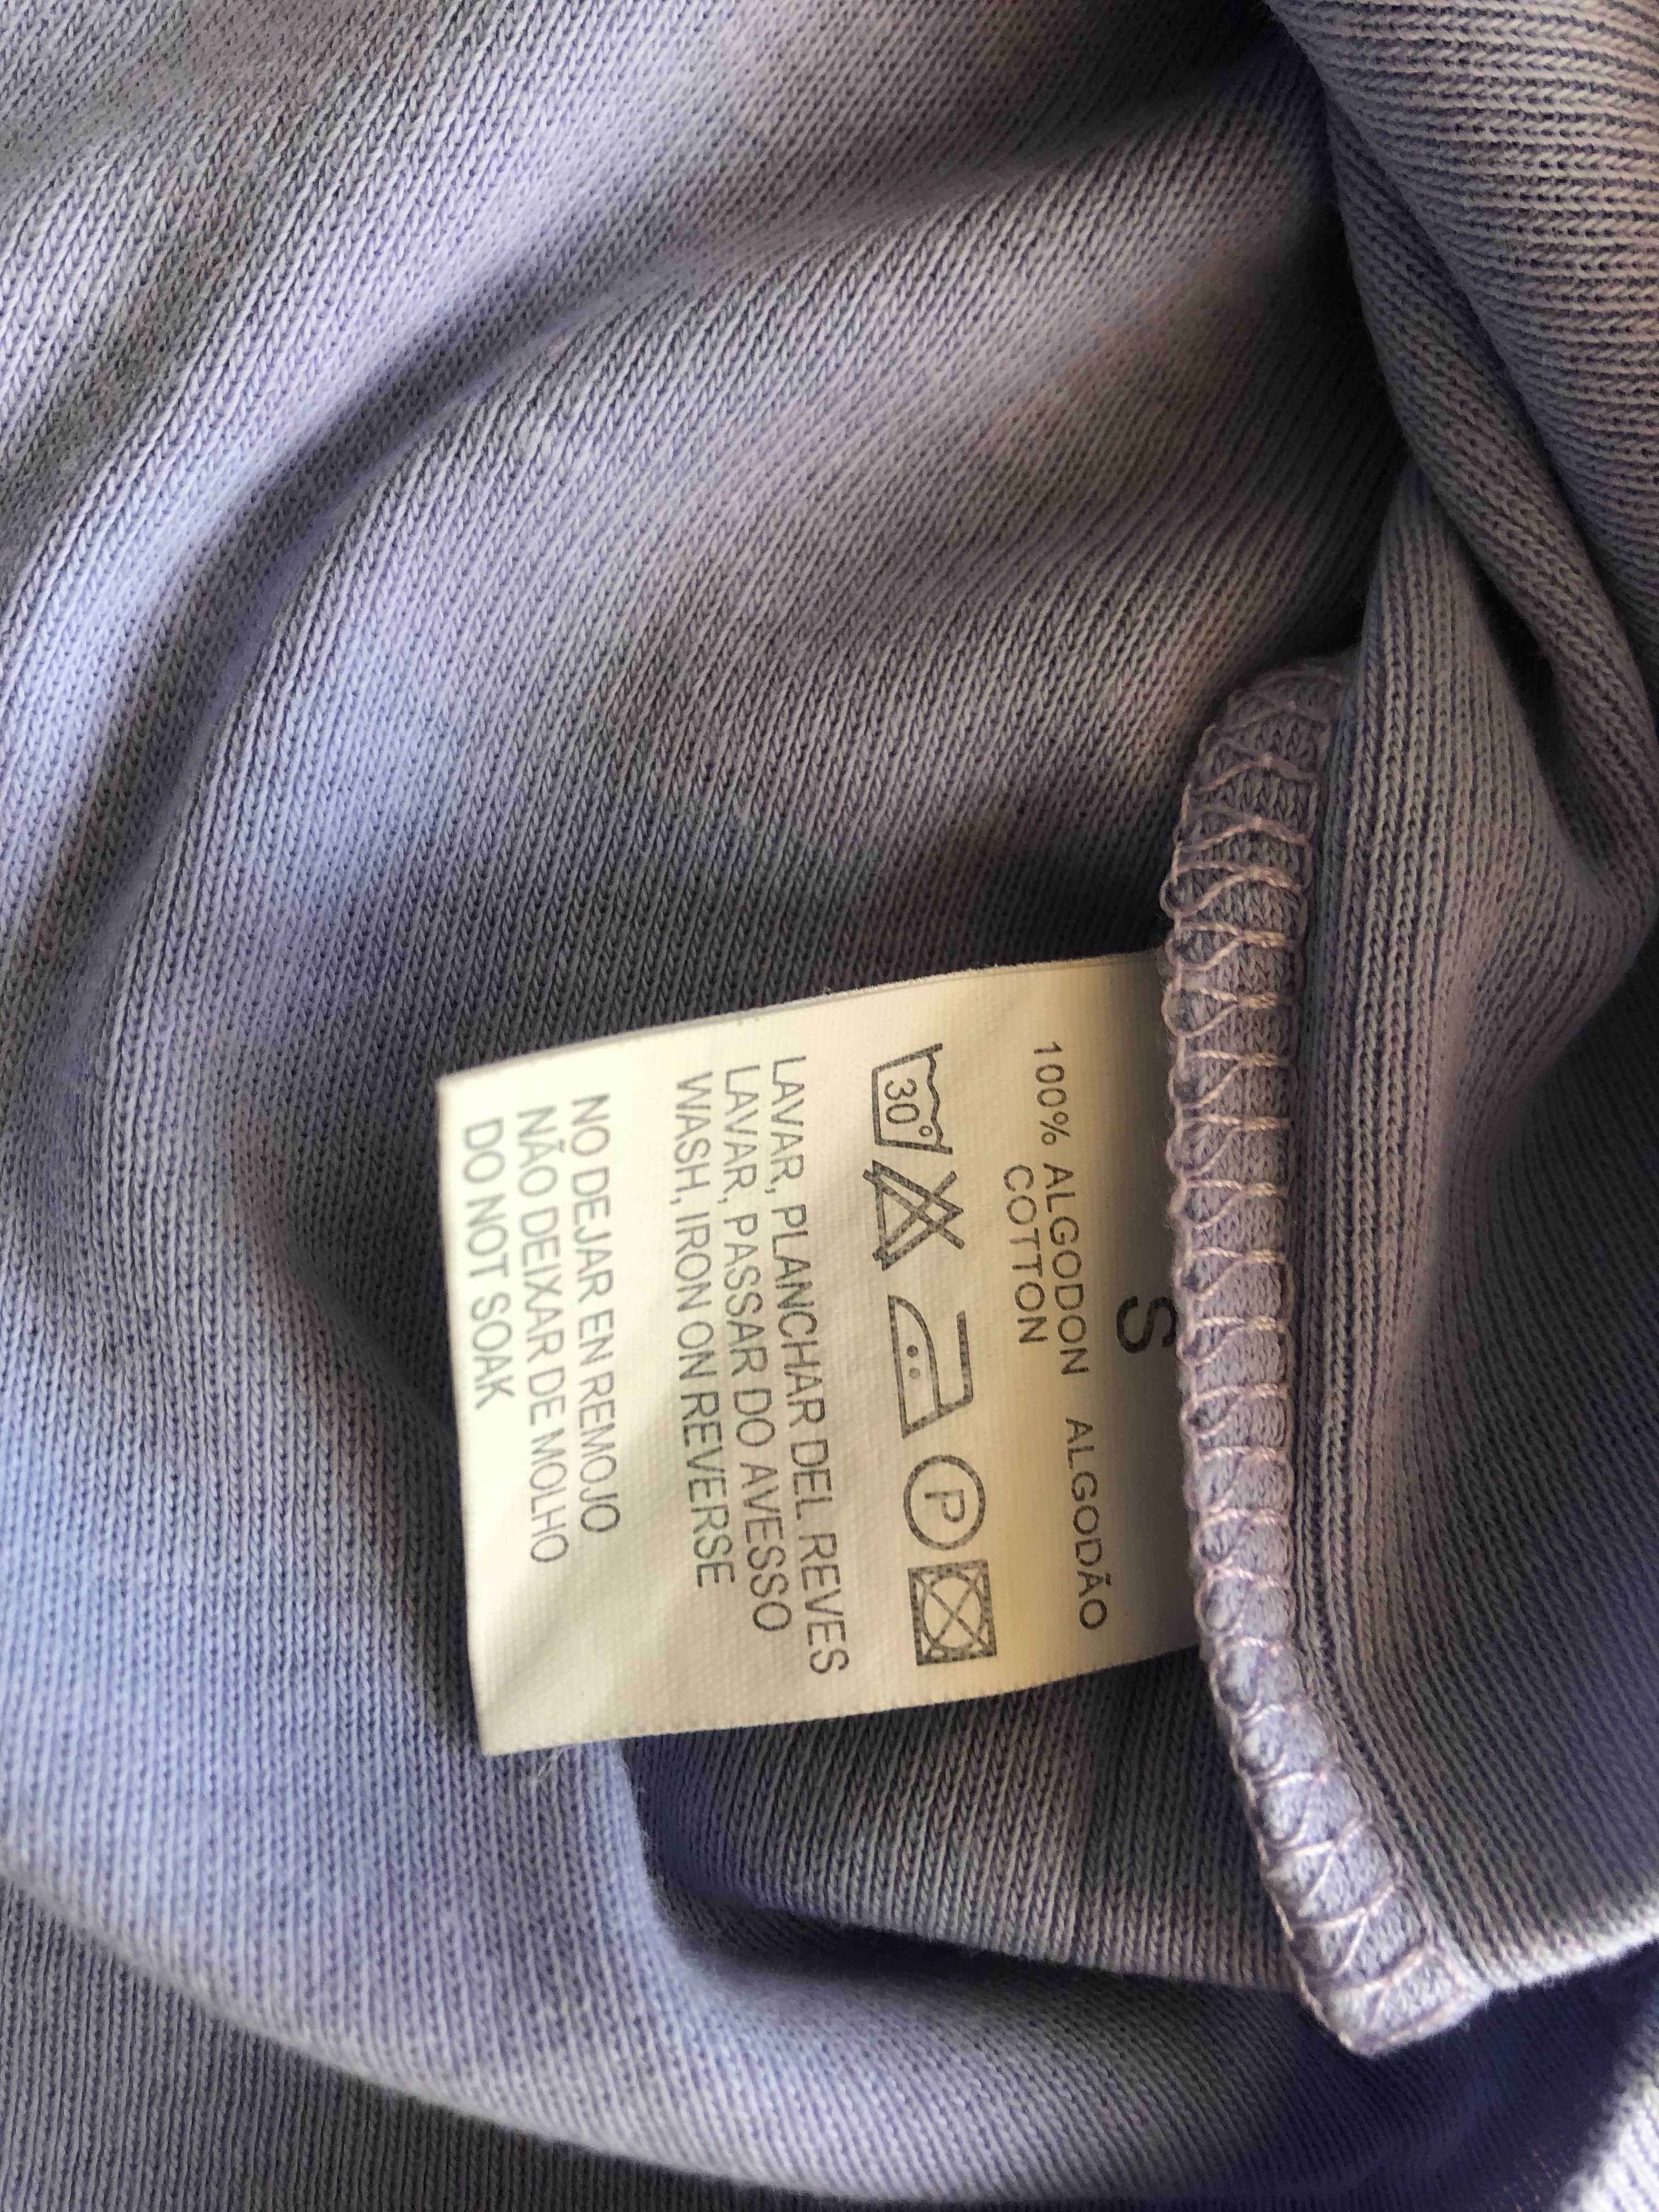 S
100% ALGODON ALGODÃO
COTTON
30° P
LAVAR, PLANCHAR DEL REVES
LAVAR, PASSAR DO AVESSO
WASH, IRON ON REVERSE
NO DEJAR EN REMOJO
NÃO DEIXAR DE MOLHO
DO NOT SOAK